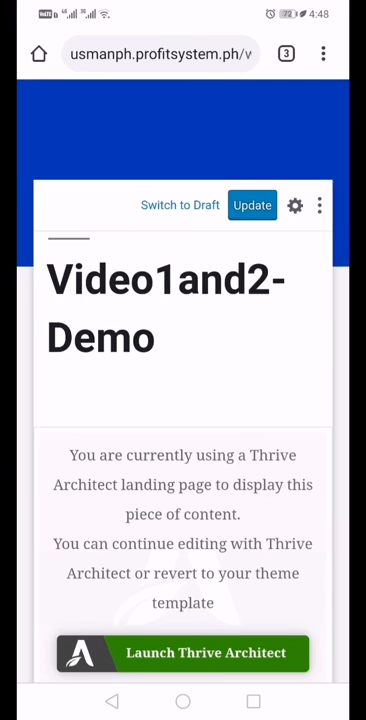 72
4:48
usmanph.profitsystem.ph/
3
Switch to Draft
Update
Video1and2-
Demo
You are currently using a Thrive
Architect landing page to display this
piece of content.
You can continue editing with Thrive
Architect or revert to your theme
template
Launch Thrive Architect